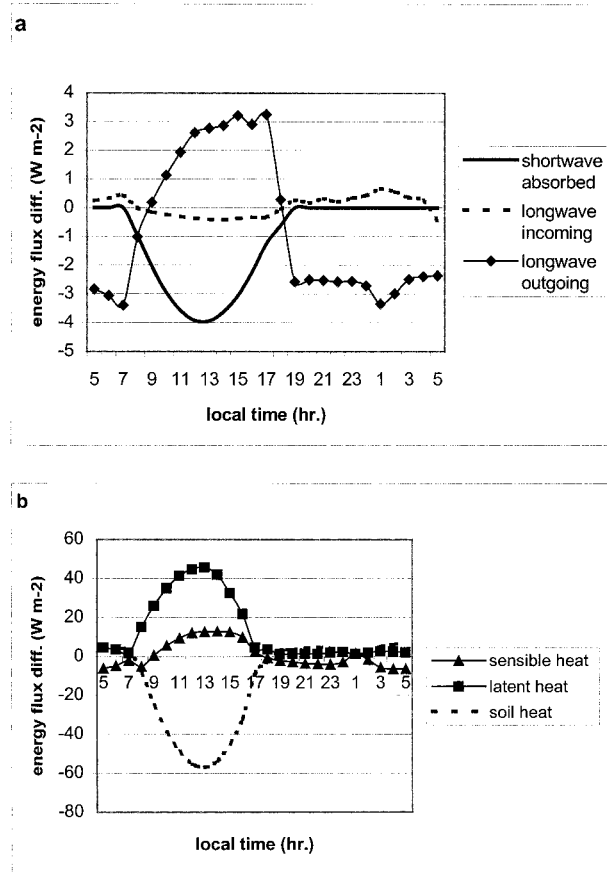 a
energy flux diff. (W m-2)
4
3
2
1
0
-1
-2
-3
-4
-5
5 7 9 11 13 15 17 19 21 23 1 3 5
local time (hr.)
shortwave
absorbed
longwave
incoming
longwave
outgoing
b
energy flux diff. (W m-2)
60
40
20
0
-20
-40
-60
-80
5 7 9 11 13 15 17 19 21 23 1 3 5
local time (hr.)
sensible heat
latent heat
soil heat